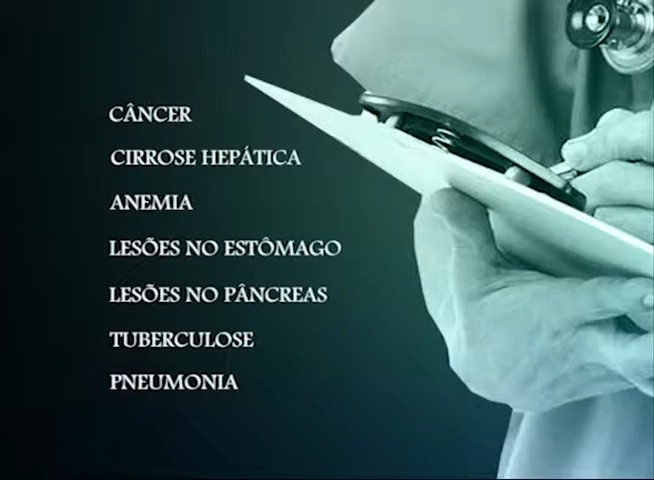 CÂNCER
CIRROSE HEPÁTICA
ANEMIA
LESÕES NO ESTÔMAGO
LESÕES NO PÂNCREAS
TUBERCULOSE
PNEUMONIA